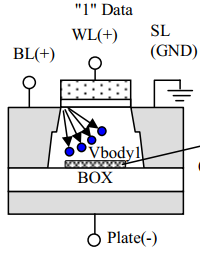 "1" Data
WL(+)
SL
(GND)
BL(+)
Vbody1
BOX
Plate(-)